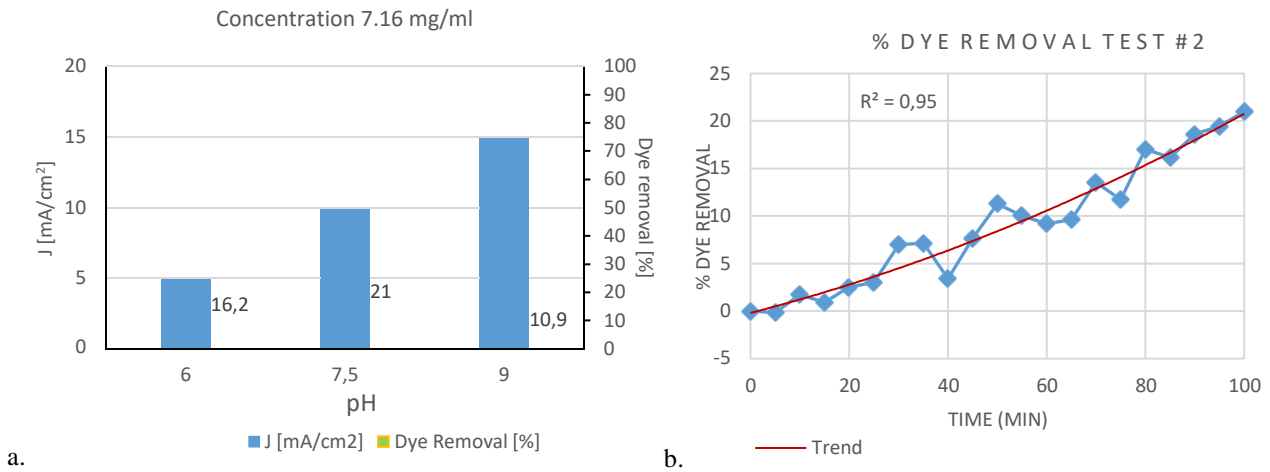 Concentration 7.16 mg/ml
20
15
10
5
0
J [mA/cm²]
16,2
21
10,9
100
90
80
70
60
50
40
30
20
10
0
Dye removal [%]
6 7,5 9
pH
J [mA/cm2] Dye Removal [%]
a.
% DYE REMOVAL TEST #2
25
20
15
10
5
0
-5
% DYE REMOVAL
R² = 0,95
0 20 40 60 80 100
TIME (MIN)
Trend
b.